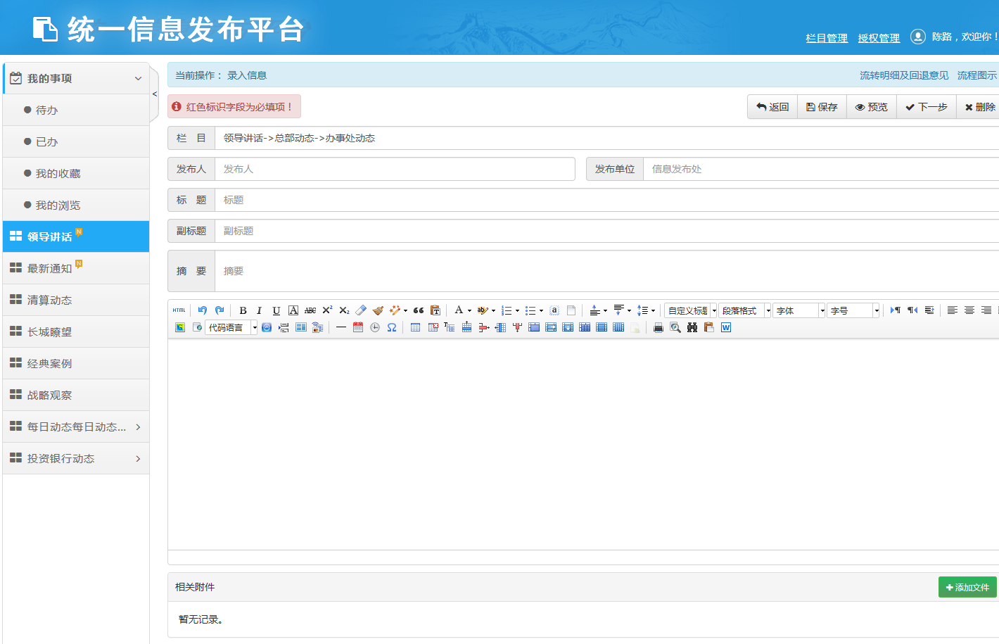 统一信息发布平台
栏目管理 授权管理 陈路，欢迎你！
我的事项
待办
已办
我的收藏
我的浏览
领导讲话 N
最新通知 N
清算动态
长城瞭望
经典案例
战略观察
每日动态每日动态...
投资银行动态
<
当前操作： 录入信息 流转明细及回退意见 流程图示
红色标识字段为必填项！ 返回 保存 预览 下一步 删除
栏 目 领导讲话->总部动态->办事处动态
发布人 发布人 发布单位 信息发布处
标 题 标题
副标题 副标题
摘 要 摘要
HTML B I U A ABC X² X₂ A ab 自定义标题 段落格式 字体 字号
代码语言 Ω W
相关附件 添加文件
暂无记录。